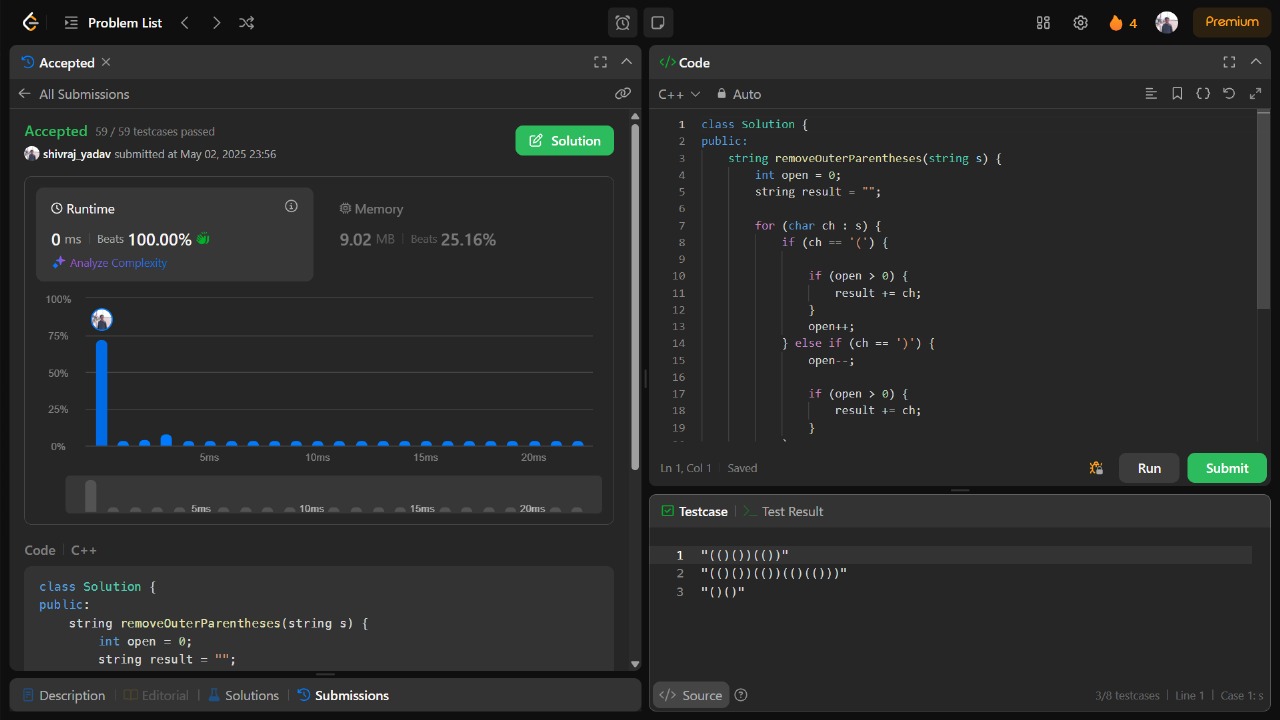 Problem List
4
Premium
Accepted
All Submissions
Accepted 59 / 59 testcases passed
shivraj_yadav submitted at May 02, 2025 23:56
Solution
Runtime
0 ms | Beats 100.00%
Analyze Complexity
Memory
9.02 MB | Beats 25.16%
100%
75%
50%
25%
0%
5ms 10ms 15ms 20ms
5ms 10ms 15ms 20ms
Code | C++
class Solution {
public:
    string removeOuterParentheses(string s) {
        int open = 0;
        string result = "";
Description | Editorial | Solutions | Submissions
</> Code
C++ Auto
1 class Solution {
2 public:
3     string removeOuterParentheses(string s) {
4         int open = 0;
5         string result = "";
6
7         for (char ch : s) {
8             if (ch == '(') {
9
10                 if (open > 0) {
11                     result += ch;
12                 }
13                 open++;
14             } else if (ch == ')') {
15                 open--;
16
17                 if (open > 0) {
18                     result += ch;
19                 }
Ln 1, Col 1 | Saved
Run
Submit
Testcase | >_ Test Result
1 "(()())(())"
2 "(()())(())(()(()))"
3 "()()"
</> Source
3/8 testcases | Line 1 | Case 1: s